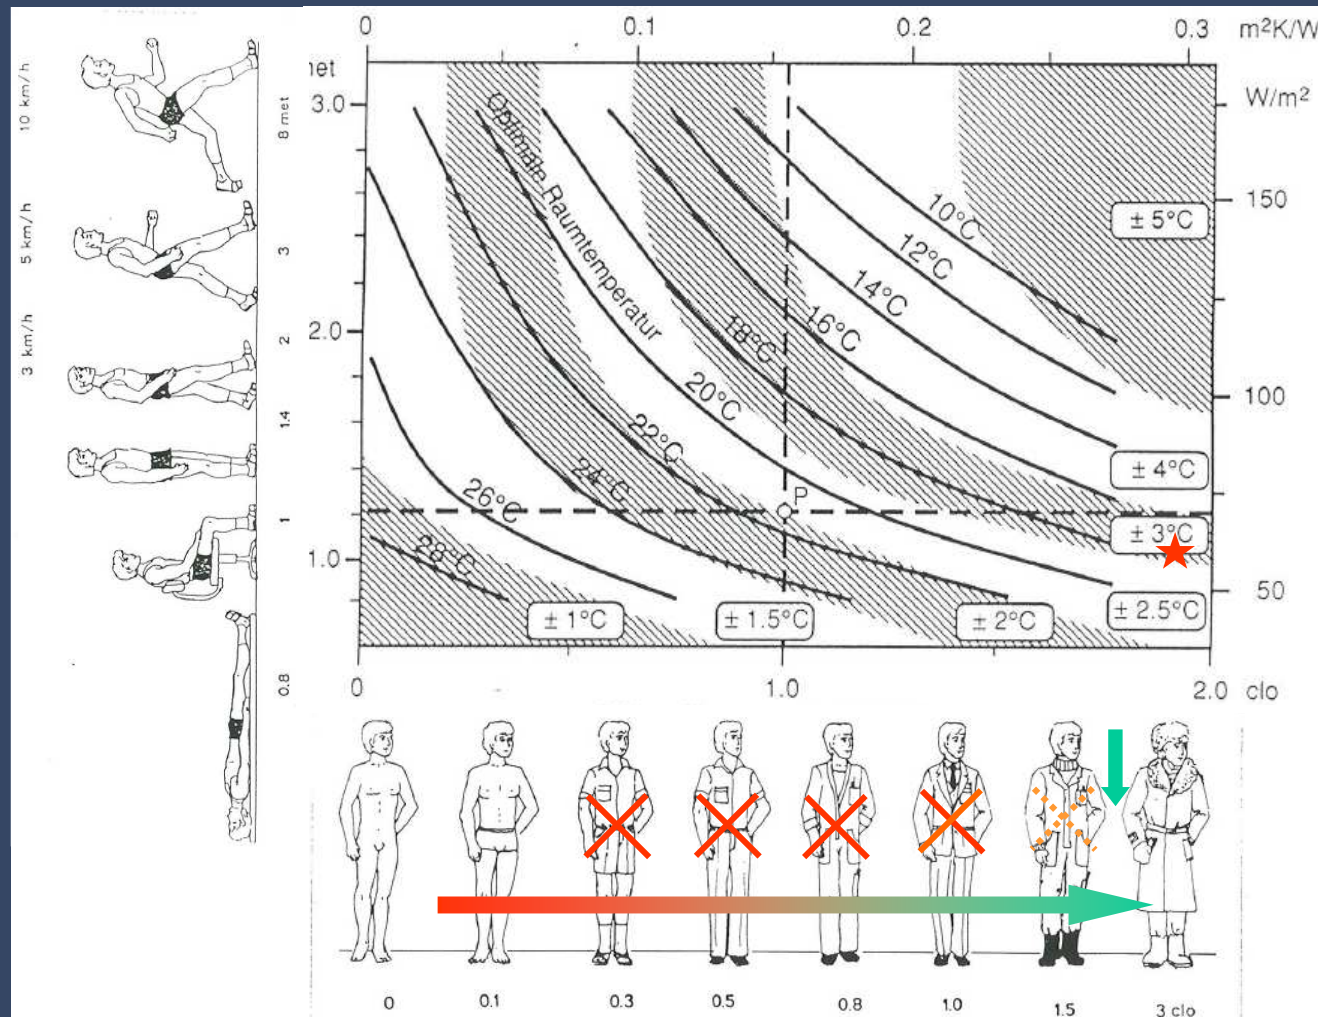 0 0.1 0.2 0.3 m²K/W
10 km/h
5 km/h
3 km/h
8 met
3
2
1.4
1
0.8
met
3.0
2.0
1.0
W/m²
150
100
50
Optimale Raumtemperatur
10°C
12°C
14°C
16°C
18°C
20°C
22°C
24°C
26°C
28°C
P
± 5°C
± 4°C
± 3°C
± 2.5°C
± 1°C
± 1.5°C
± 2°C
0 1.0 2.0 clo
0 0.1 0.3 0.5 0.8 1.0 1.5 3 clo